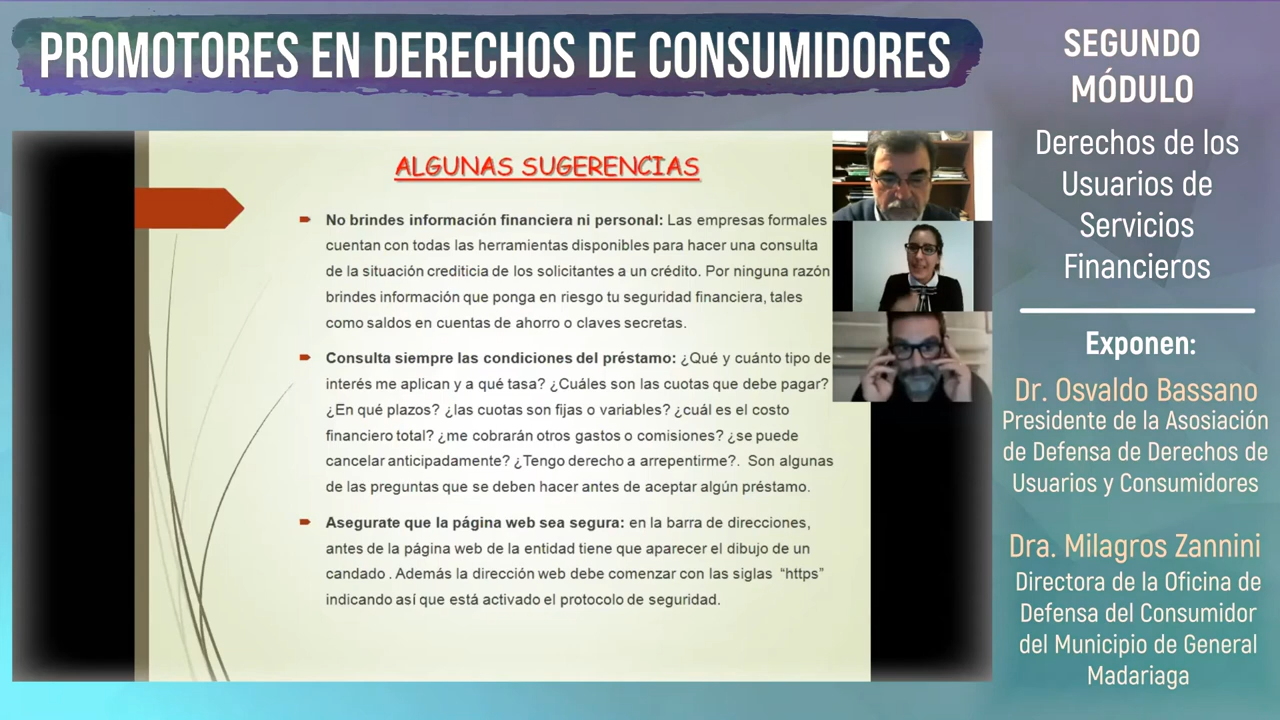 PROMOTORES EN DERECHOS DE CONSUMIDORES
ALGUNAS SUGERENCIAS
No brindes información financiera ni personal: Las empresas formales
cuentan con todas las herramientas disponibles para hacer una consulta
de la situación crediticia de los solicitantes a un crédito. Por ninguna razón
brindes información que ponga en riesgo tu seguridad financiera, tales
como saldos en cuentas de ahorro o claves secretas.
Consulta siempre las condiciones del préstamo: ¿Qué y cuánto tipo de
interés me aplican y a qué tasa? ¿Cuáles son las cuotas que debe pagar?
¿En qué plazos? ¿las cuotas son fijas o variables? ¿cuál es el costo
financiero total? ¿me cobrarán otros gastos o comisiones? ¿se puede
cancelar anticipadamente? ¿Tengo derecho a arrepentirme?. Son algunas
de las preguntas que se deben hacer antes de aceptar algún préstamo.
Asegurate que la página web sea segura: en la barra de direcciones,
antes de la página web de la entidad tiene que aparecer el dibujo de un
candado . Además la dirección web debe comenzar con las siglas “https”
indicando así que está activado el protocolo de seguridad.
SEGUNDO
MÓDULO
Derechos de los
Usuarios de
Servicios
Financieros
Exponen:
Dr. Osvaldo Bassano
Presidente de la Asosiación
de Defensa de Derechos de
Usuarios y Consumidores
Dra. Milagros Zannini
Directora de la Oficina de
Defensa del Consumidor
del Municipio de General
Madariaga